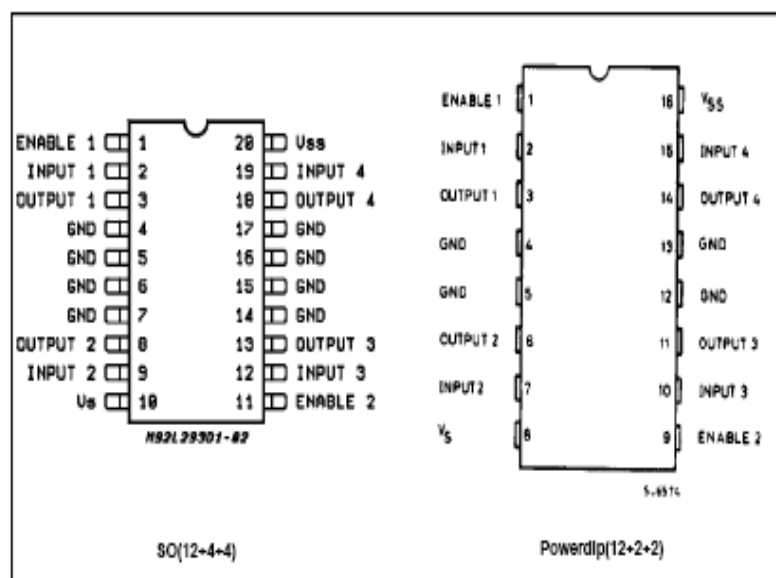 ENABLE 1 1 20 Vss
INPUT 1 2 19 INPUT 4
OUTPUT 1 3 18 OUTPUT 4
GND 4 17 GND
GND 5 16 GND
GND 6 15 GND
GND 7 14 GND
OUTPUT 2 8 13 OUTPUT 3
INPUT 2 9 12 INPUT 3
Vs 10 11 ENABLE 2
M92L293D1-02
SO(12+4+4)
ENABLE 1 1 16 VSS
INPUT1 2 15 INPUT 4
OUTPUT 1 3 14 OUTPUT 4
GND 4 13 GND
GND 5 12 GND
OUTPUT 2 6 11 OUTPUT 3
INPUT2 7 10 INPUT 3
VS 8 9 ENABLE 2
S-6574
Powerdip(12+2+2)